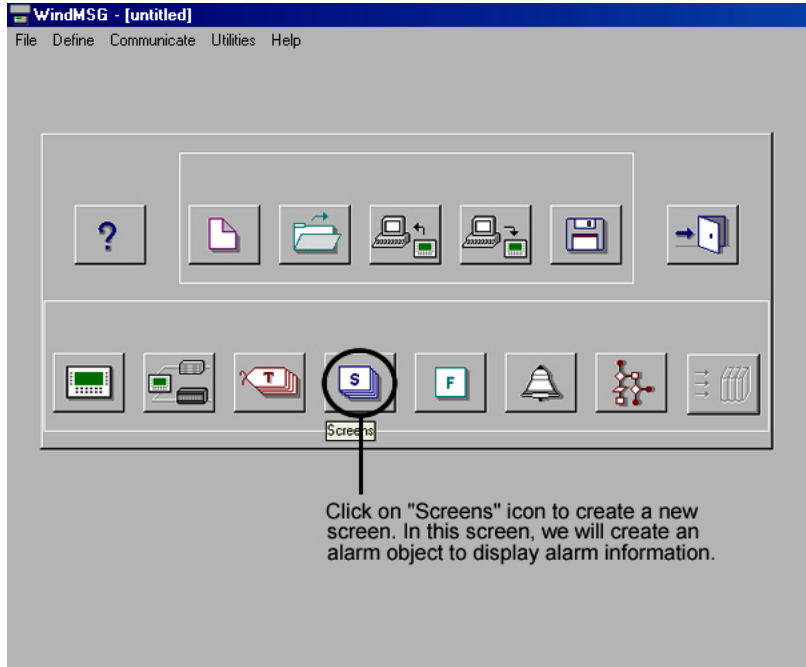 WindMSG - [untitled]
File Define Communicate Utilities Help
?
T
S
F
Screens
Click on "Screens" icon to create a new
screen. In this screen, we will create an
alarm object to display alarm information.